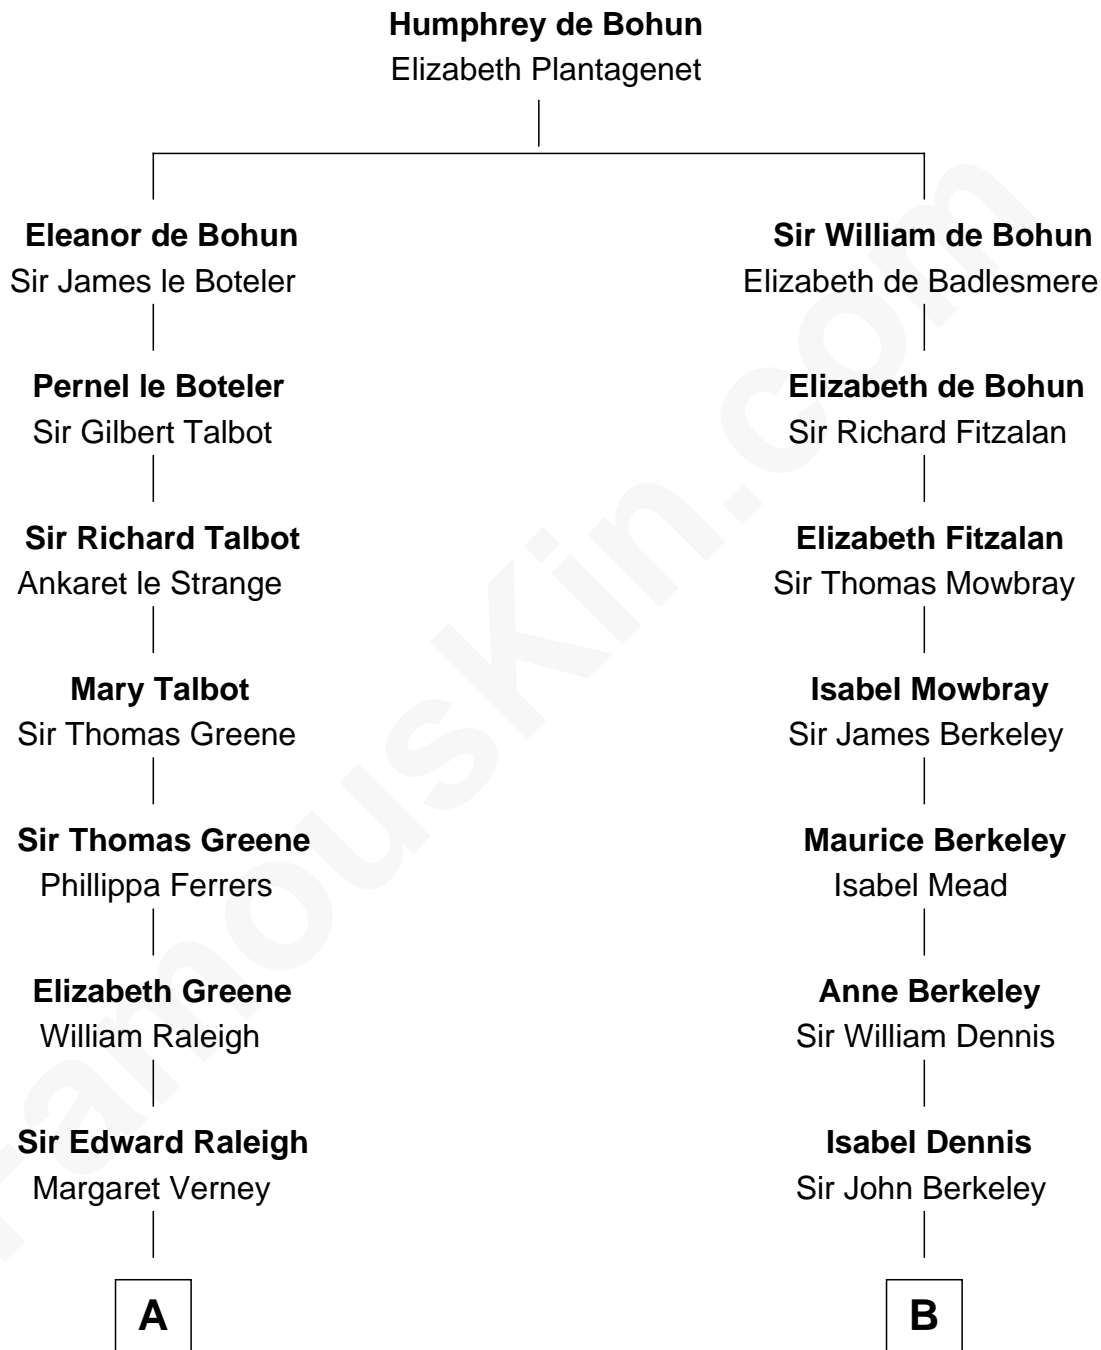 Humphrey de Bohun
Elizabeth Plantagenet
Eleanor de Bohun
Sir James le Boteler
Sir William de Bohun
Elizabeth de Badlesmere
Pernel le Boteler
Sir Gilbert Talbot
Elizabeth de Bohun
Sir Richard Fitzalan
Sir Richard Talbot
Ankaret le Strange
Elizabeth Fitzalan
Sir Thomas Mowbray
Mary Talbot
Sir Thomas Greene
Isabel Mowbray
Sir James Berkeley
Sir Thomas Greene
Phillippa Ferrers
Maurice Berkeley
Isabel Mead
Elizabeth Greene
William Raleigh
Anne Berkeley
Sir William Dennis
Sir Edward Raleigh
Margaret Verney
Isabel Dennis
Sir John Berkeley
A
B
FamousKin.com